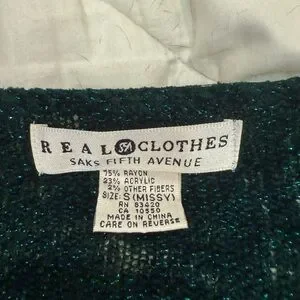 REAL SFA CLOTHES
SAKS FIFTH AVENUE
75% RAYON
23% ACRYLIC
2% OTHER FIBERS
SIZE: S (MISSY)
RN 83420
CA 10550
MADE IN CHINA
CARE ON REVERSE